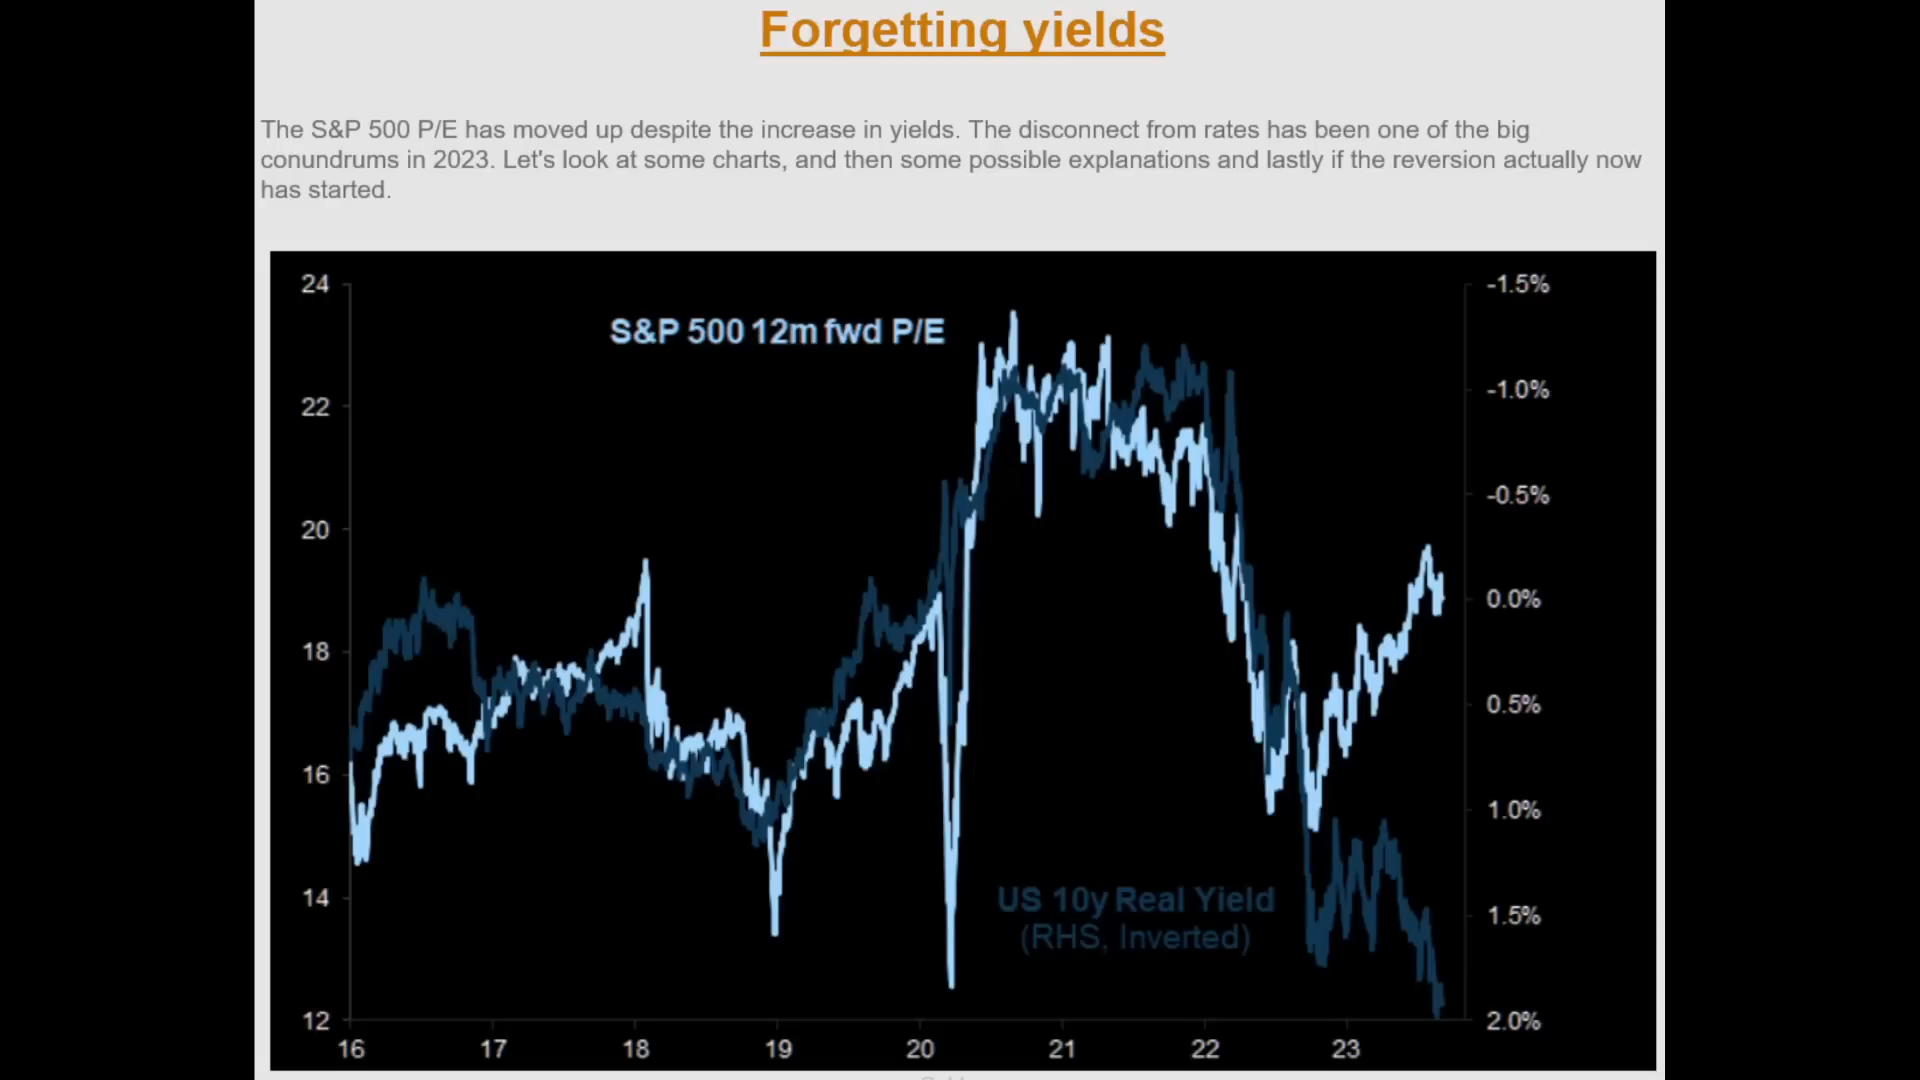 Forgetting yields
The S&P 500 P/E has moved up despite the increase in yields. The disconnect from rates has been one of the big
conundrums in 2023. Let's look at some charts, and then some possible explanations and lastly if the reversion actually now
has started.
24
22
20
18
16
14
12
S&P 500 12m fwd P/E
US 10y Real Yield
(RHS, Inverted)
-1.5%
-1.0%
-0.5%
0.0%
0.5%
1.0%
1.5%
2.0%
16 17 18 19 20 21 22 23